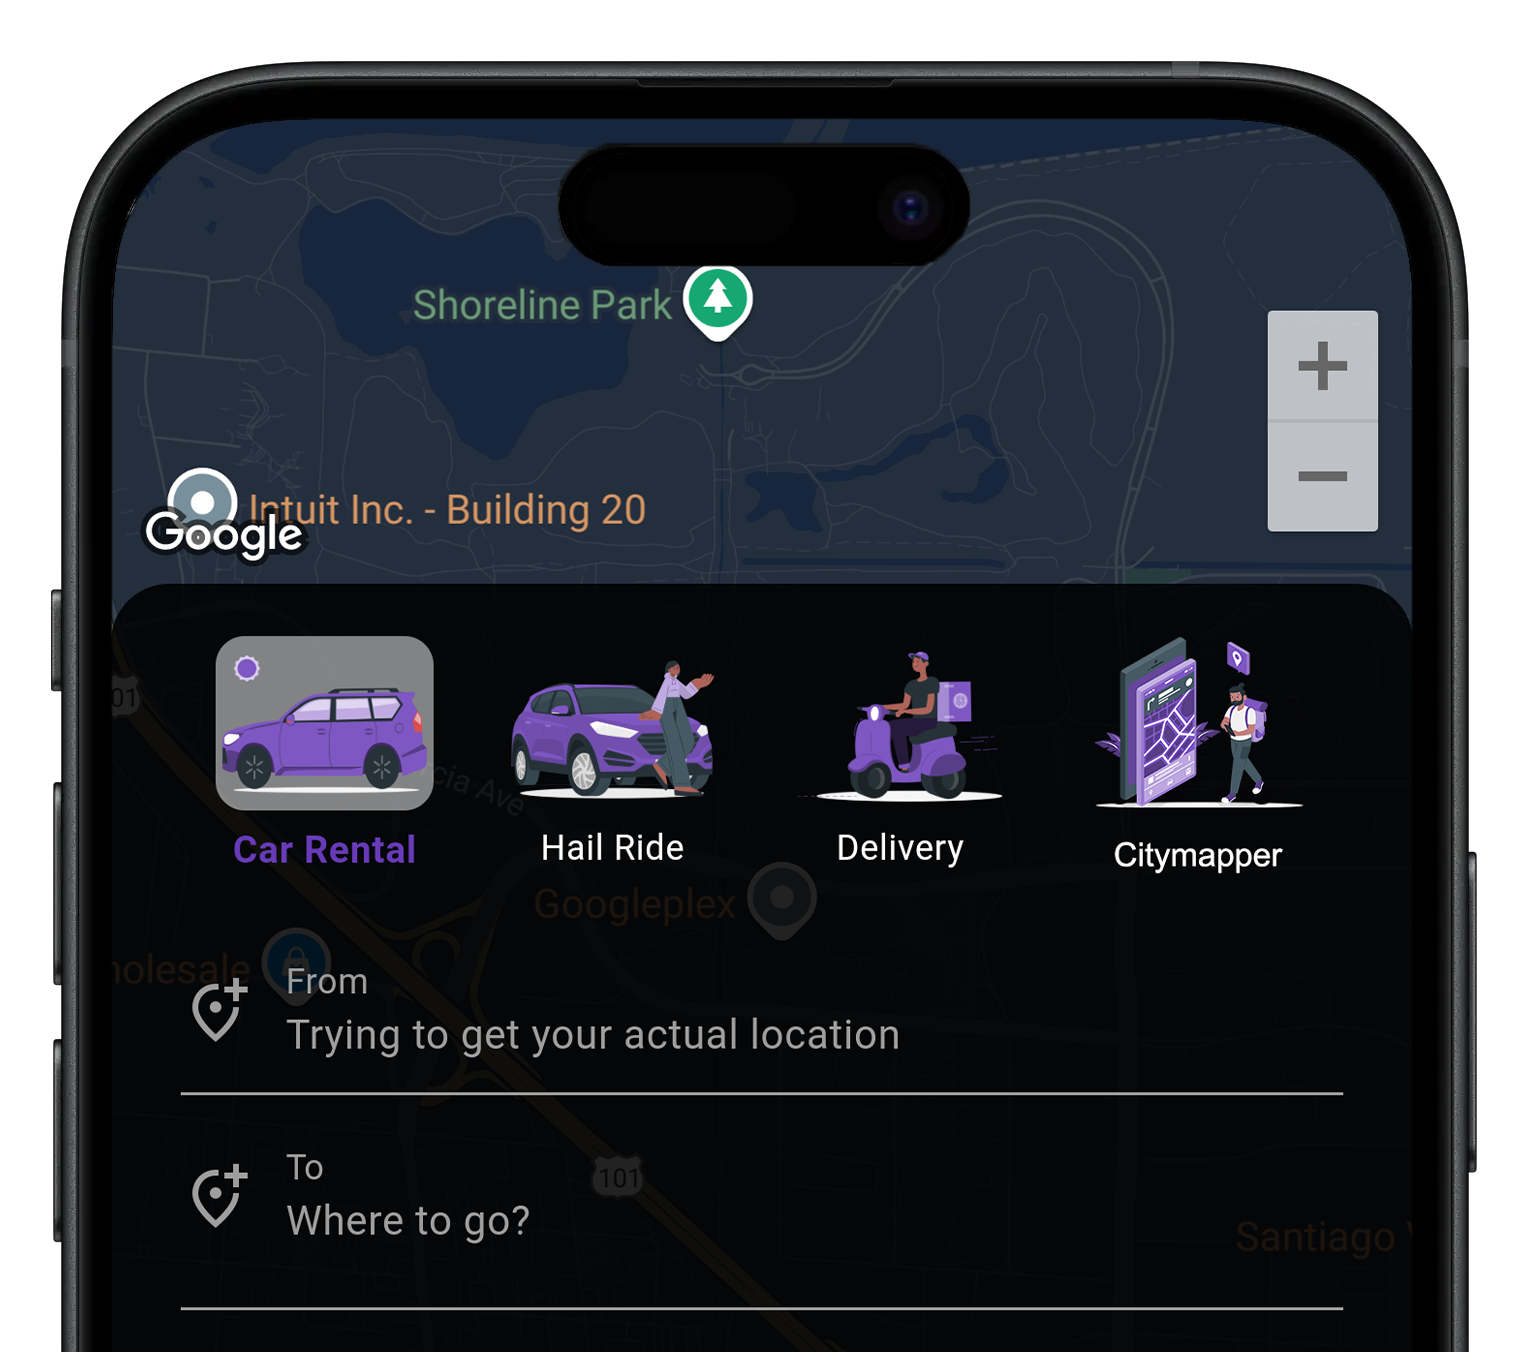 Shoreline Park
Intuit Inc. - Building 20
Google
101
cia Ave
Car Rental
Hail Ride
Delivery
Citymapper
Googleplex
holesale
From
Trying to get your actual location
To
101
Where to go?
Santiago